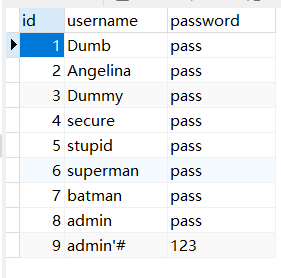 id username password
1 Dumb pass
2 Angelina pass
3 Dummy pass
4 secure pass
5 stupid pass
6 superman pass
7 batman pass
8 admin pass
9 admin'# 123